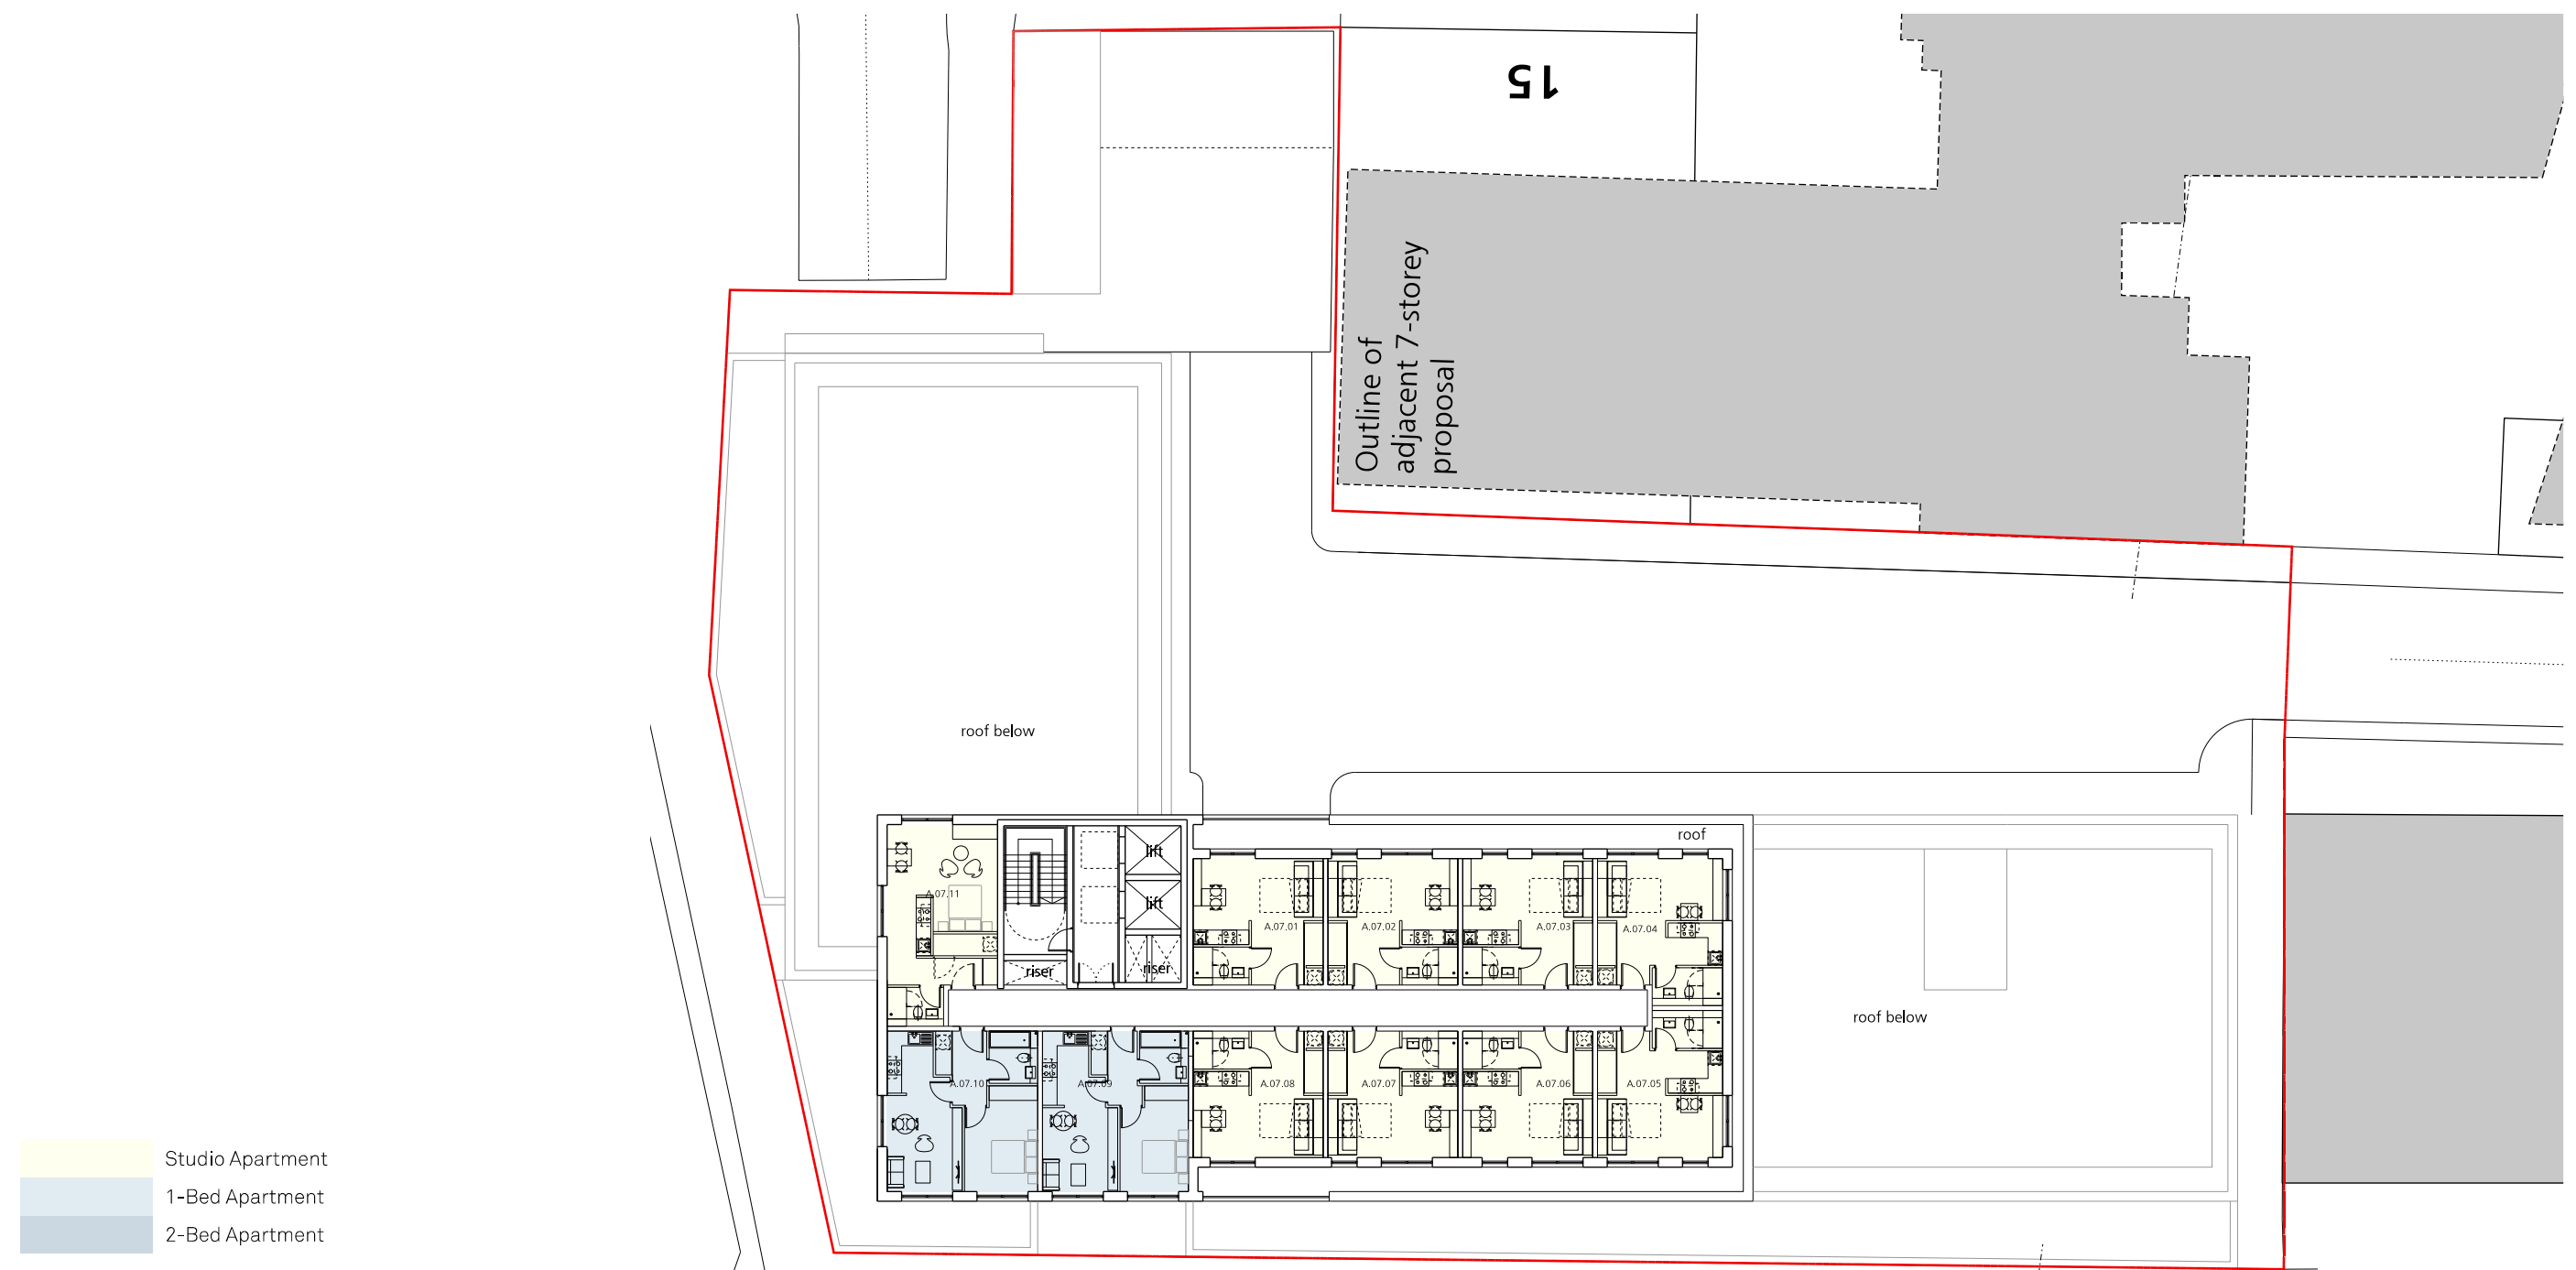 15
Outline of
adjacent 7-storey
proposal
roof below
roof
lift
lift
A.07.11
A.07.01
A.07.02
A.07.03
A.07.04
riser
riser
roof below
A.07.10
A.07.09
A.07.08
A.07.07
A.07.06
A.07.05
Studio Apartment
1-Bed Apartment
2-Bed Apartment